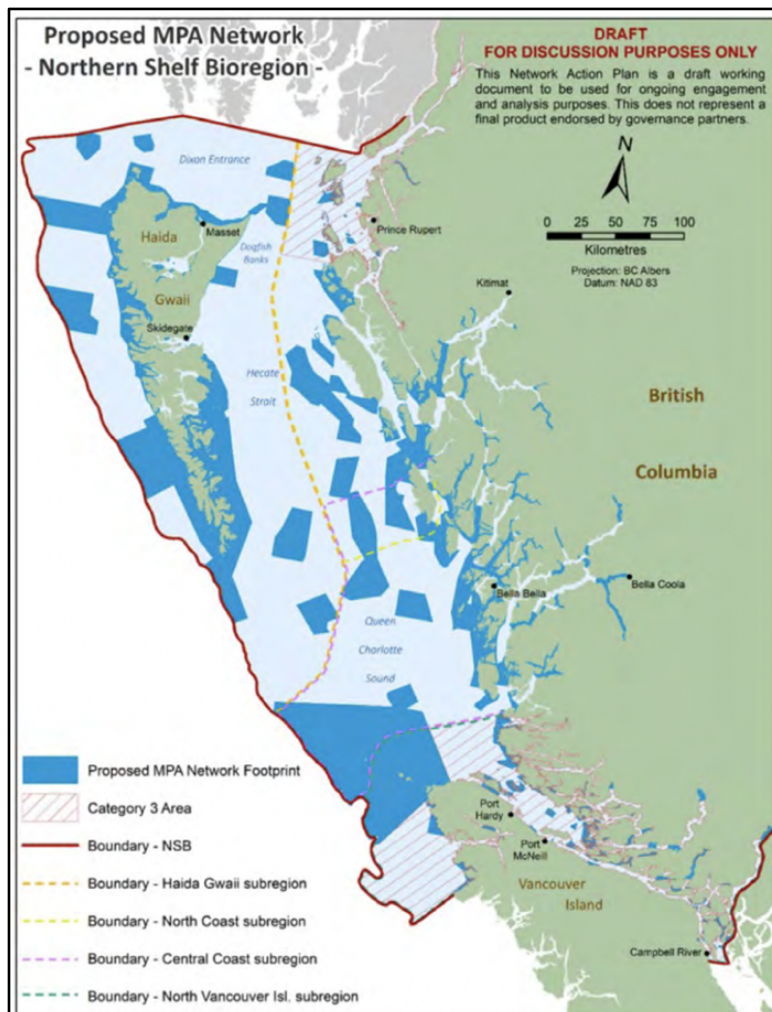 Proposed MPA Network
- Northern Shelf Bioregion -
DRAFT
FOR DISCUSSION PURPOSES ONLY
This Network Action Plan is a draft working
document to be used for ongoing engagement
and analysis purposes. This does not represent a
final product endorsed by governance partners.
N
0 25 50 75 100
Kilometres
Projection: BC Albers
Datum: NAD 83
Dixon Entrance
Haida
Masset
Prince Rupert
Dogfish
Banks
Gwaii
Kitimat
Skidegate
Hecate
Strait
British
Columbia
Bella Bella
Bella Coola
Queen
Charlotte
Sound
Port
Hardy
Port
McNeill
Vancouver
Island
Campbell River
Proposed MPA Network Footprint
Category 3 Area
Boundary - NSB
Boundary - Haida Gwaii subregion
Boundary - North Coast subregion
Boundary - Central Coast subregion
Boundary - North Vancouver Isl. subregion